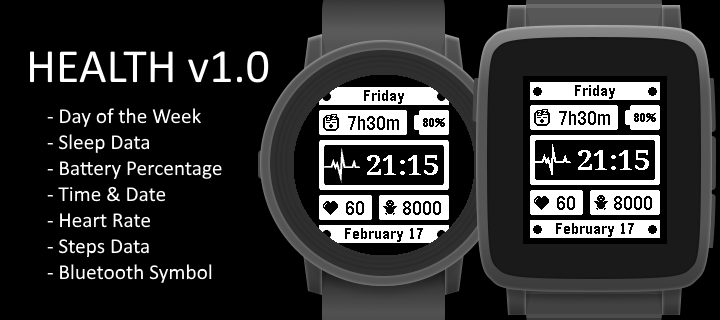 HEALTH v1.0
- Day of the Week
- Sleep Data
- Battery Percentage
- Time & Date
- Heart Rate
- Steps Data
- Bluetooth Symbol
Friday
7h30m
80%
21:15
60
8000
February 17
Friday
7h30m
80%
21:15
60
8000
February 17